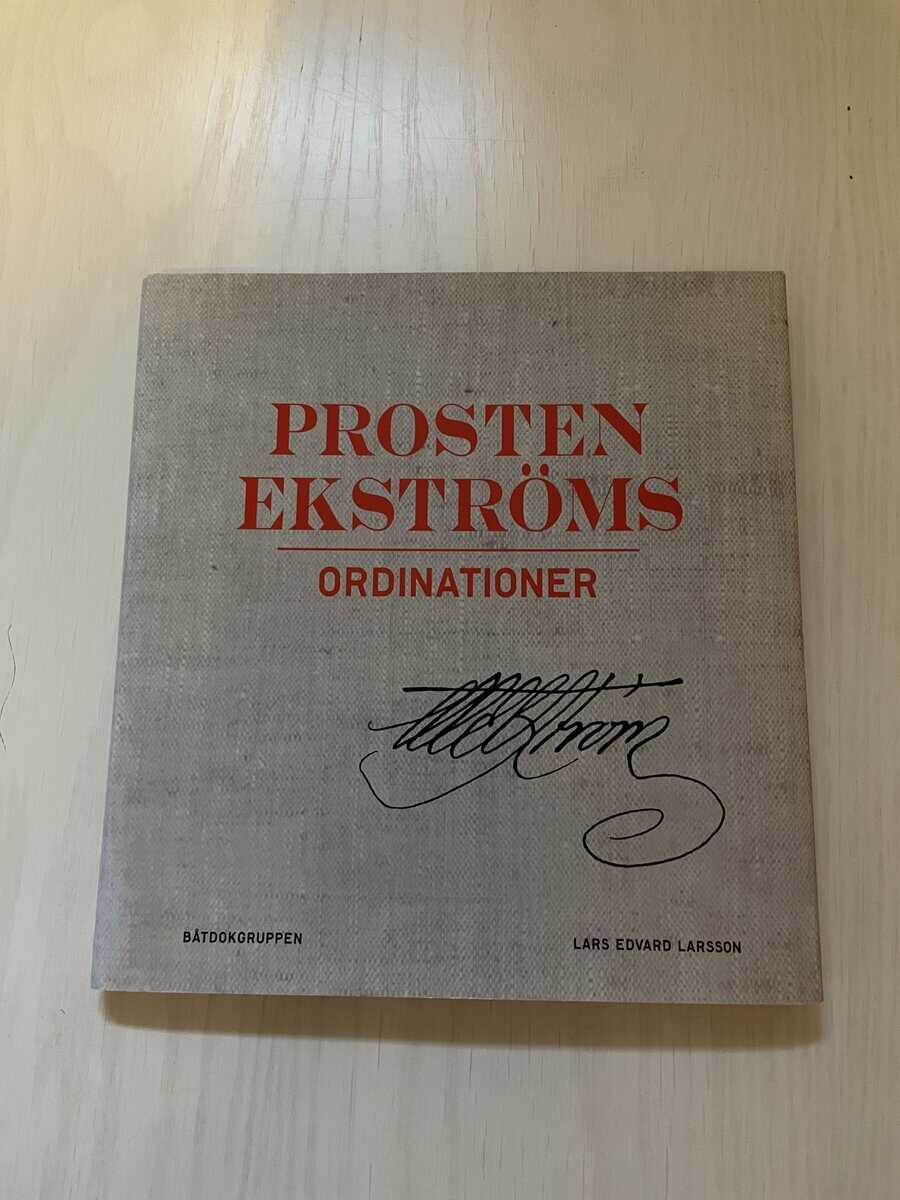 PROSTEN
EKSTRÖMS
ORDINATIONER
BÅTDOKGRUPPEN
LARS EDVARD LARSSON